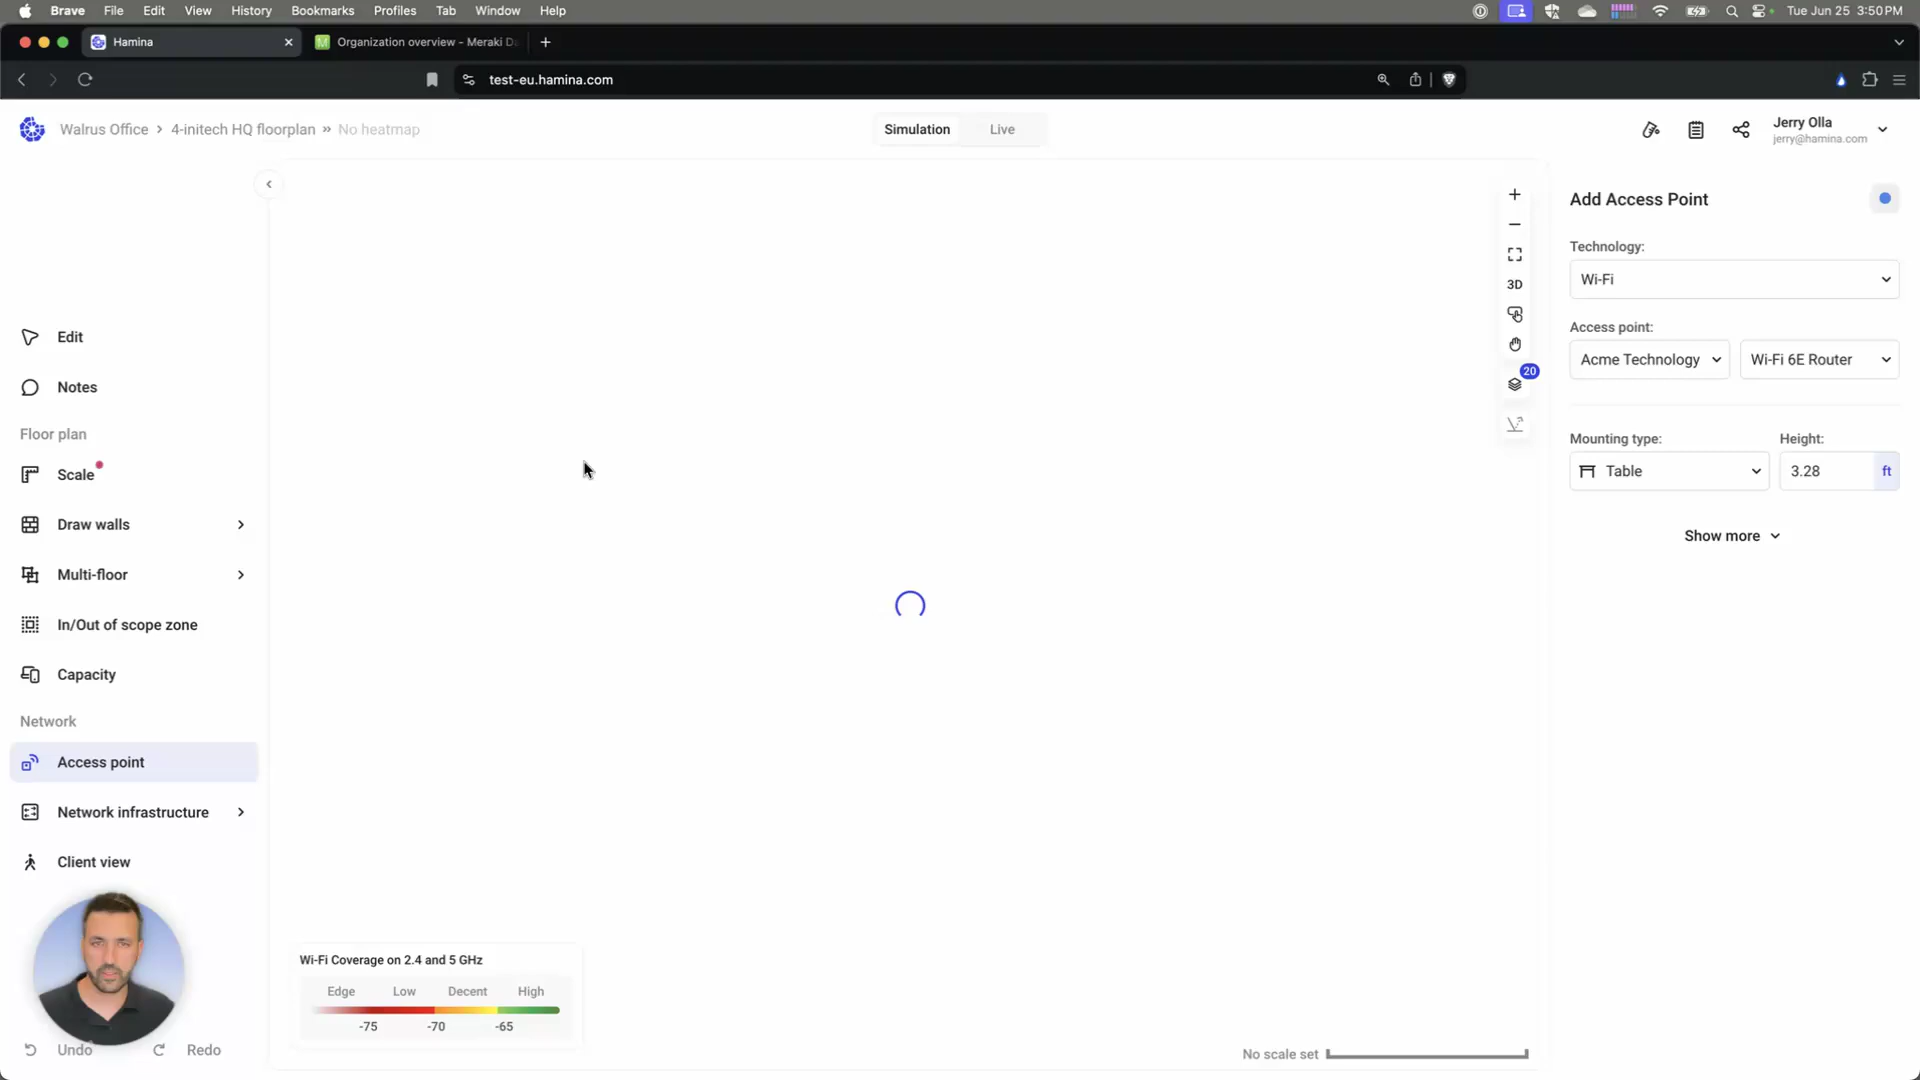 Brave File Edit View History Bookmarks Profiles Tab Window Help
Tue Jun 25 3:50 PM
Hamina
Organization overview - Meraki D
test-eu.hamina.com
Walrus Office > 4-initech HQ floorplan » No heatmap
Simulation Live
Jerry Olla
jerry@hamina.com
Add Access Point
Technology:
Wi-Fi
Access point:
Acme Technology Wi-Fi 6E Router
Mounting type: Height:
Table 3.28 ft
Show more
3D
20
Edit
Notes
Floor plan
Scale
Draw walls
Multi-floor
In/Out of scope zone
Capacity
Network
Access point
Network infrastructure
Client view
Undo Redo
Wi-Fi Coverage on 2.4 and 5 GHz
Edge Low Decent High
-75 -70 -65
No scale set